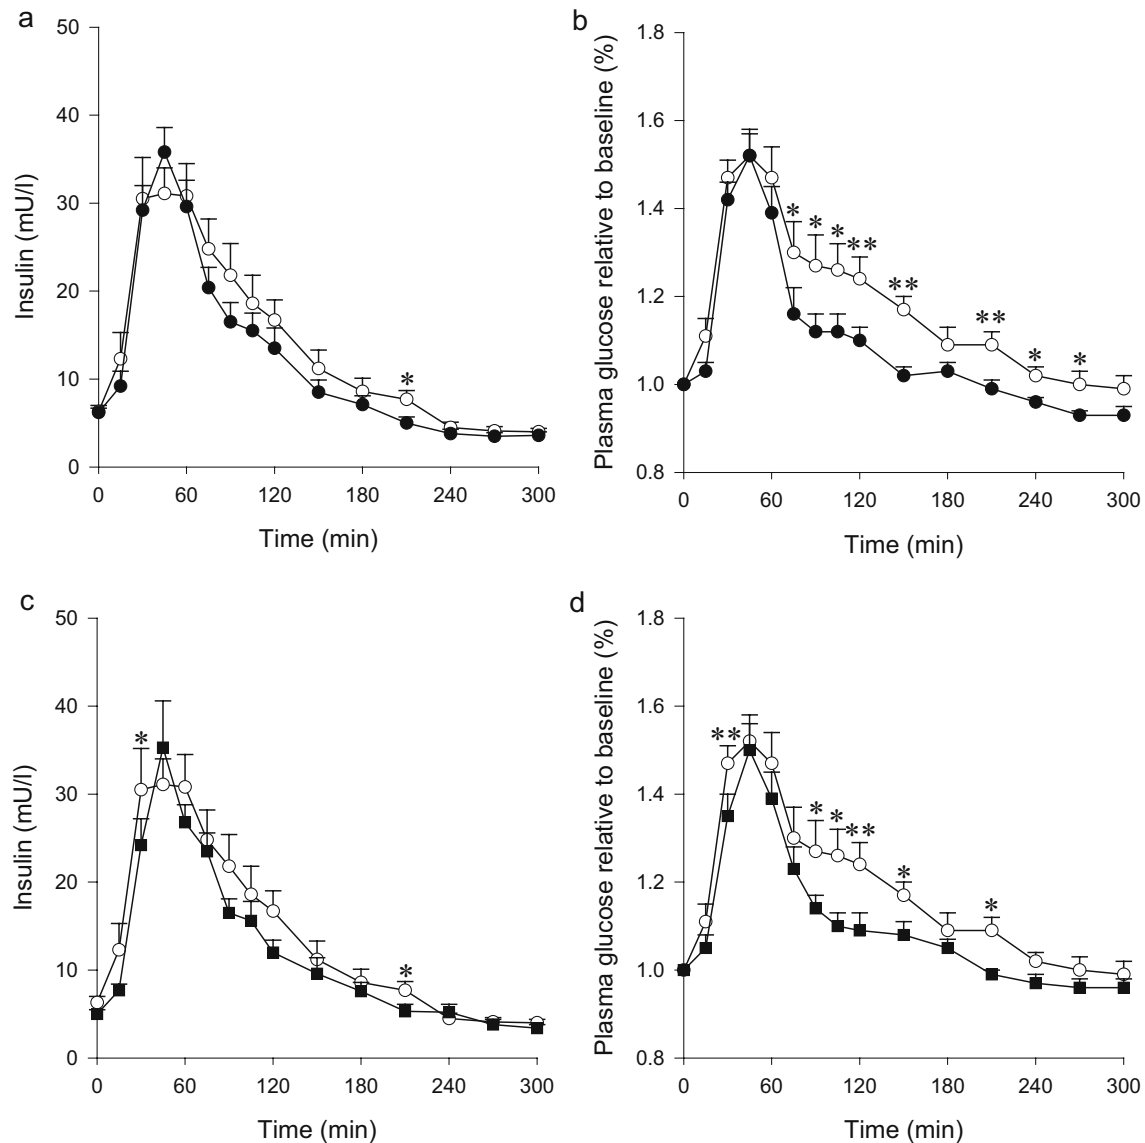 a
50
40
30
20
10
0
Insulin (mU/l)
*
0 60 120 180 240 300
Time (min)
b
1.8
1.6
1.4
1.2
1.0
0.8
Plasma glucose relative to baseline (%)
* * * ** ** ** * *
0 60 120 180 240 300
Time (min)
c
50
40
30
20
10
0
Insulin (mU/l)
* *
0 60 120 180 240 300
Time (min)
d
1.8
1.6
1.4
1.2
1.0
0.8
Plasma glucose relative to baseline (%)
** * * ** * *
0 60 120 180 240 300
Time (min)